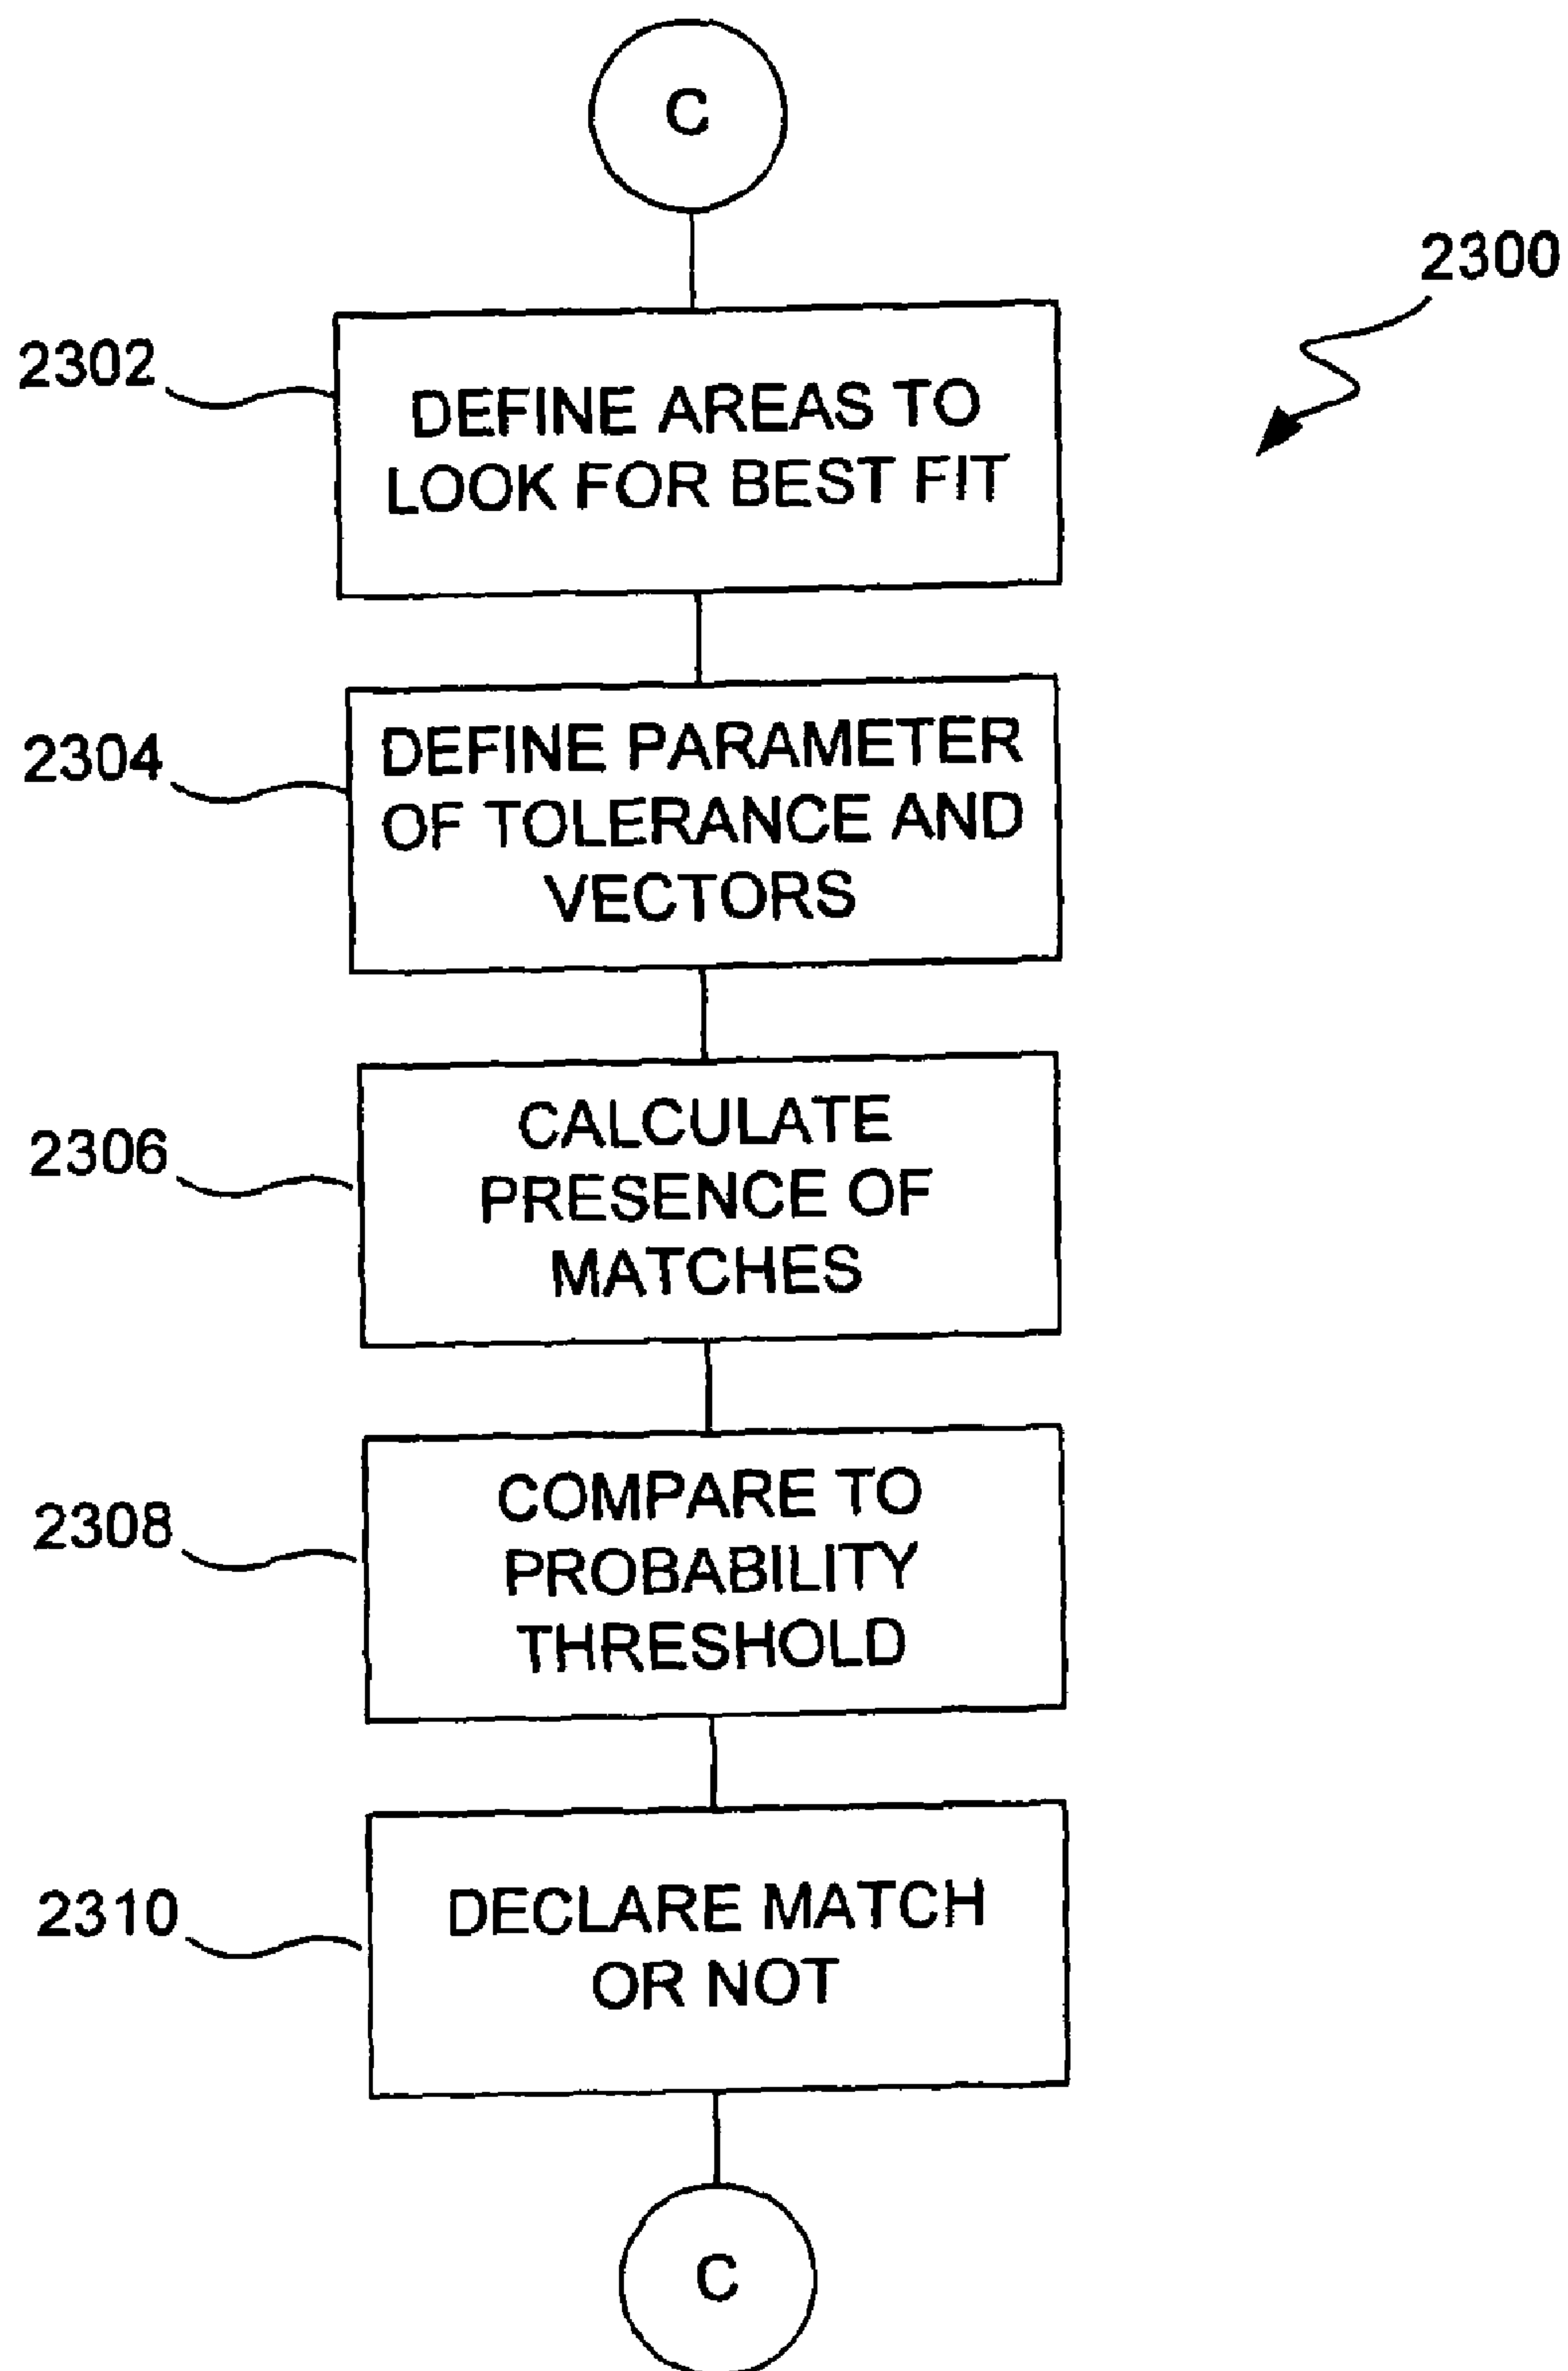 C
2300
2302
DEFINE AREAS TO
LOOK FOR BEST FIT
2304
DEFINE PARAMETER
OF TOLERANCE AND
VECTORS
2306
CALCULATE
PRESENCE OF
MATCHES
2308
COMPARE TO
PROBABILITY
THRESHOLD
2310
DECLARE MATCH
OR NOT
C